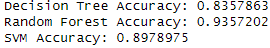 Decision Tree Accuracy: 0.8357863
Random Forest Accuracy: 0.9357202
SVM Accuracy: 0.8978975